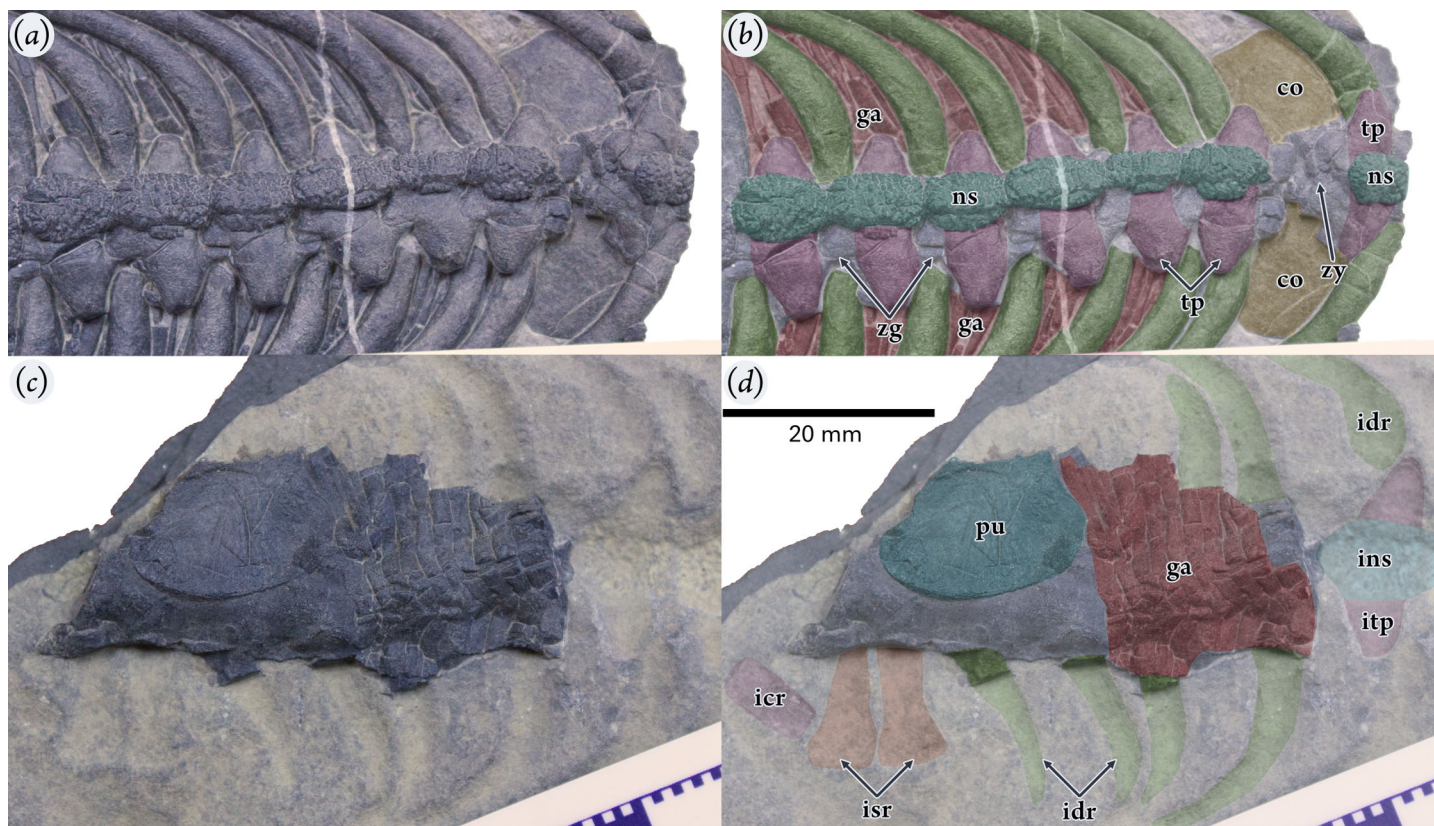 (a)
(b)
co
ga
tp
ns
ns
zy
co
tp
zg
ga
(c)
(d)
20 mm
idr
pu
ins
ga
itp
icr
isr
idr